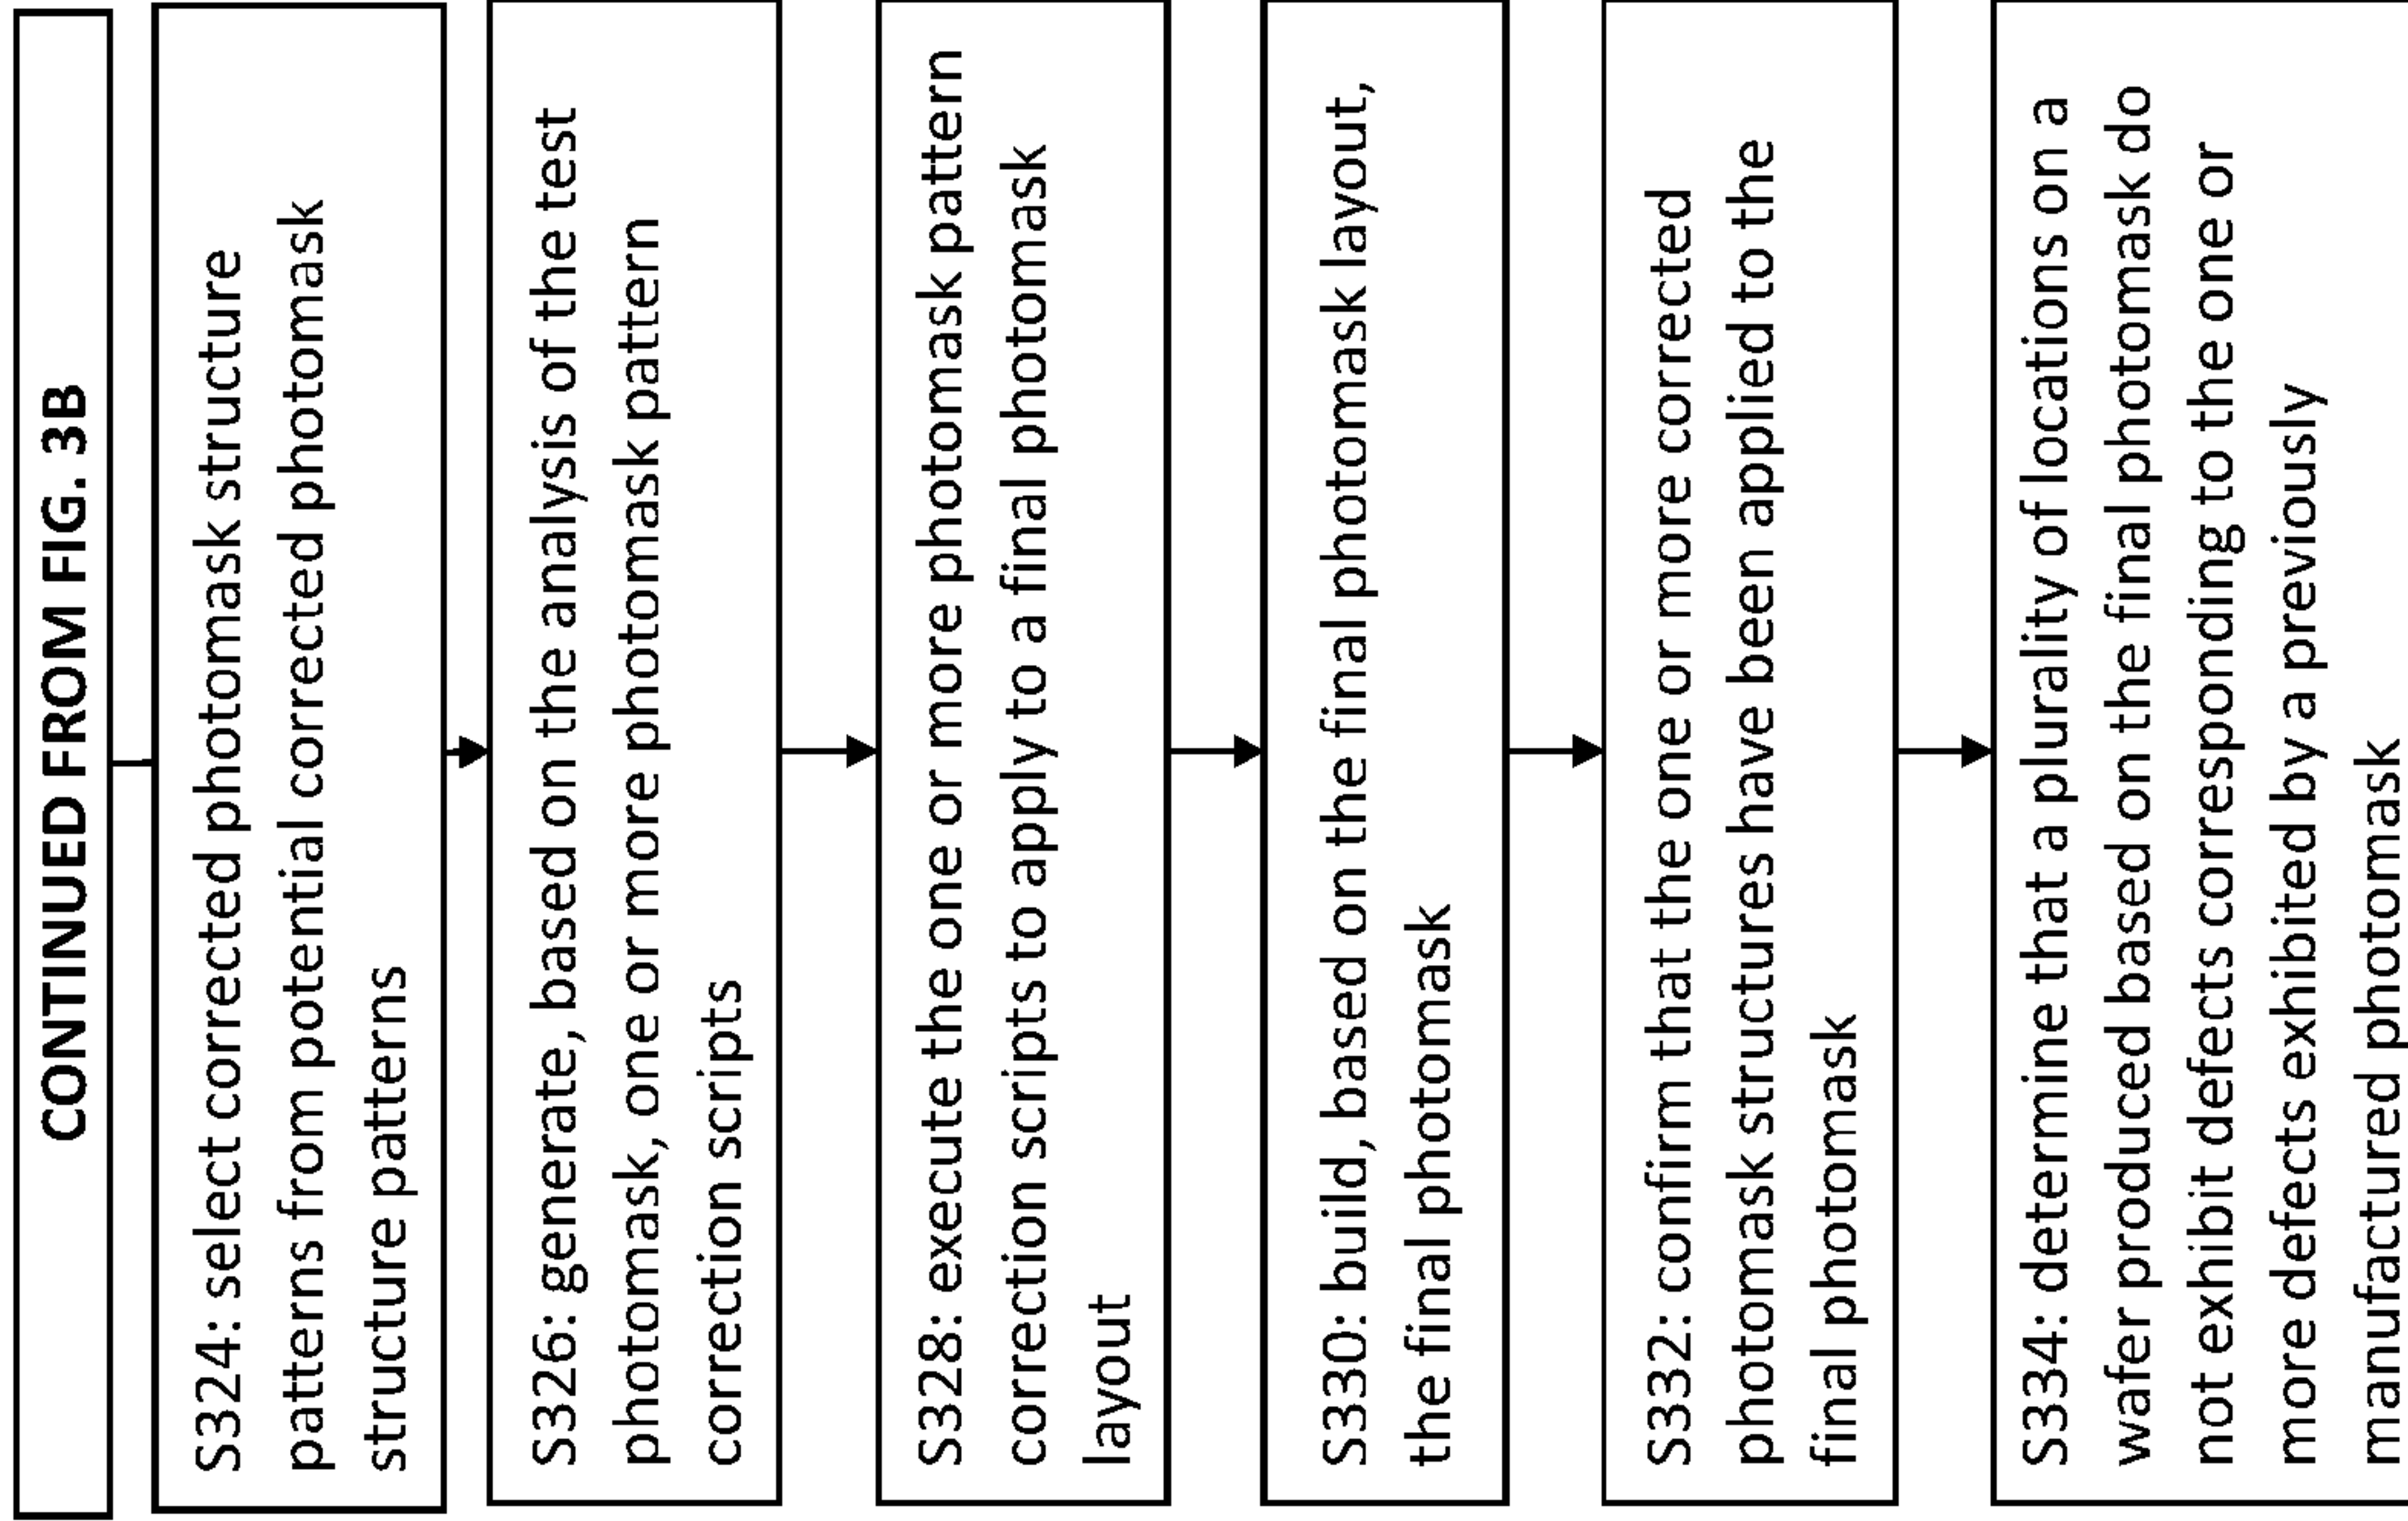 CONTINUED FROM FIG. 3B
S324: select corrected photomask structure
patterns from potential corrected photomask
structure patterns
S326: generate, based on the analysis of the test
photomask, one or more photomask pattern
correction scripts
S328: execute the one or more photomask pattern
correction scripts to apply to a final photomask
layout
S330: build, based on the final photomask layout,
the final photomask
S332: confirm that the one or more corrected
photomask structures have been applied to the
final photomask
S334: determine that a plurality of locations on a
wafer produced based on the final photomask do
not exhibit defects corresponding to the one or
more defects exhibited by a previously
manufactured photomask